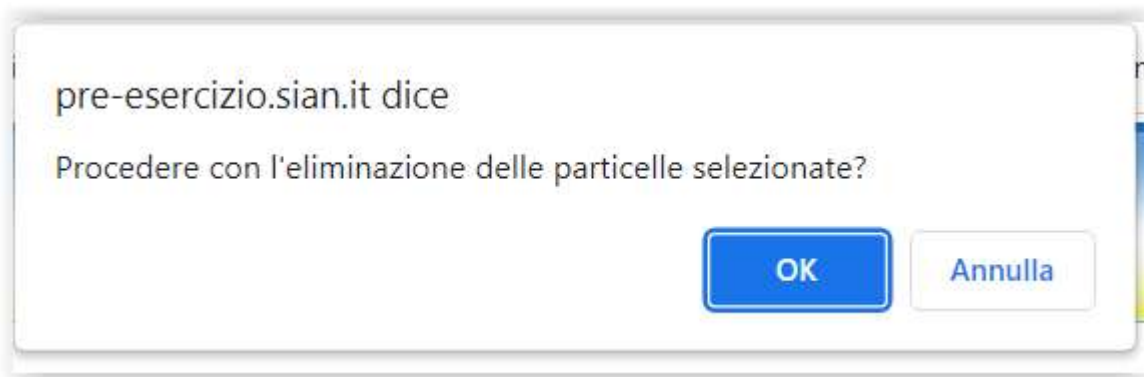 pre-esercizio.sian.it dice
Procedere con l'eliminazione delle particelle selezionate?
OK
Annulla